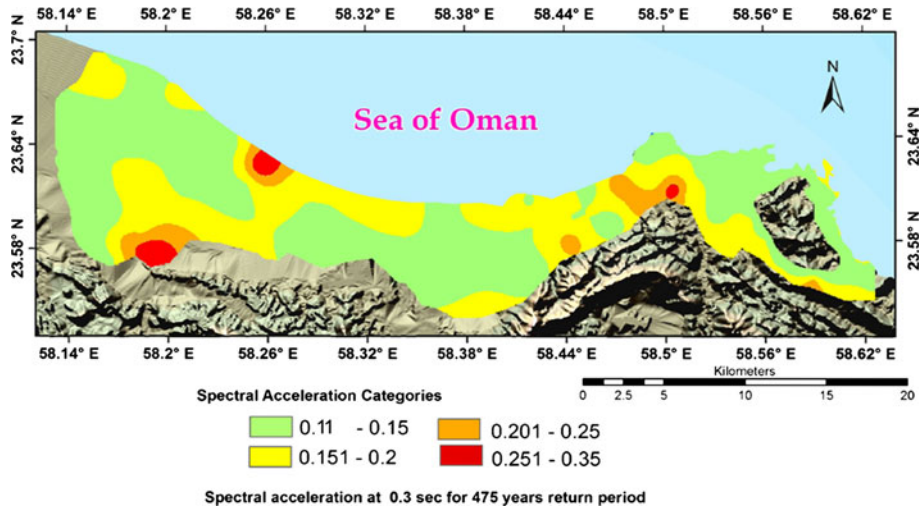 58.14° E 58.2° E 58.26° E 58.32° E 58.38° E 58.44° E 58.5° E 58.56° E 58.62° E
23.7° N
23.64° N
23.58° N
N
Sea of Oman
23.64° N
23.58° N
58.14° E 58.2° E 58.26° E 58.32° E 58.38° E 58.44° E 58.5° E 58.56° E 58.62° E
Kilometers
0 2.5 5 10 15 20
Spectral Acceleration Categories
0.11 - 0.15 0.201 - 0.25
0.151 - 0.2 0.251 - 0.35
Spectral acceleration at 0.3 sec for 475 years return period